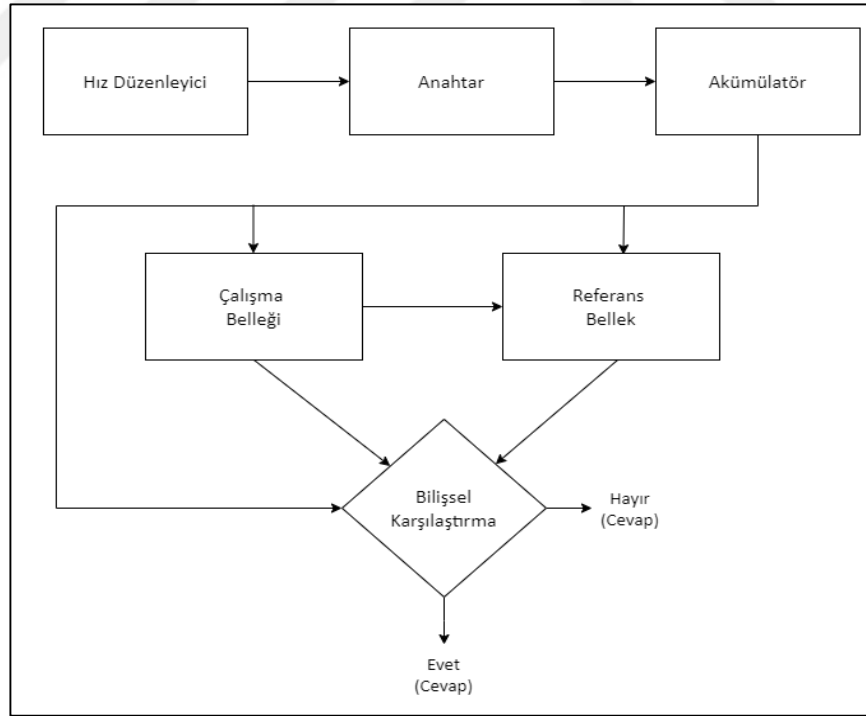 Hız Düzenleyici
Anahtar
Akümülatör
Çalışma
Belleği
Referans
Bellek
Bilişsel
Karşılaştırma
Hayır
(Cevap)
Evet
(Cevap)